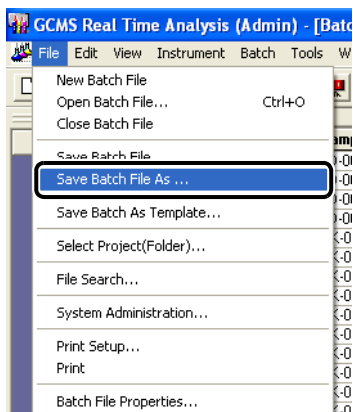 GCMS Real Time Analysis (Admin) - [Batc
File Edit View Instrument Batch Tools W
New Batch File
Open Batch File... Ctrl+O
Close Batch File
Save Batch File
Save Batch File As ...
Save Batch As Template...
Select Project(Folder)...
File Search...
System Administration...
Print Setup...
Print
Batch File Properties...